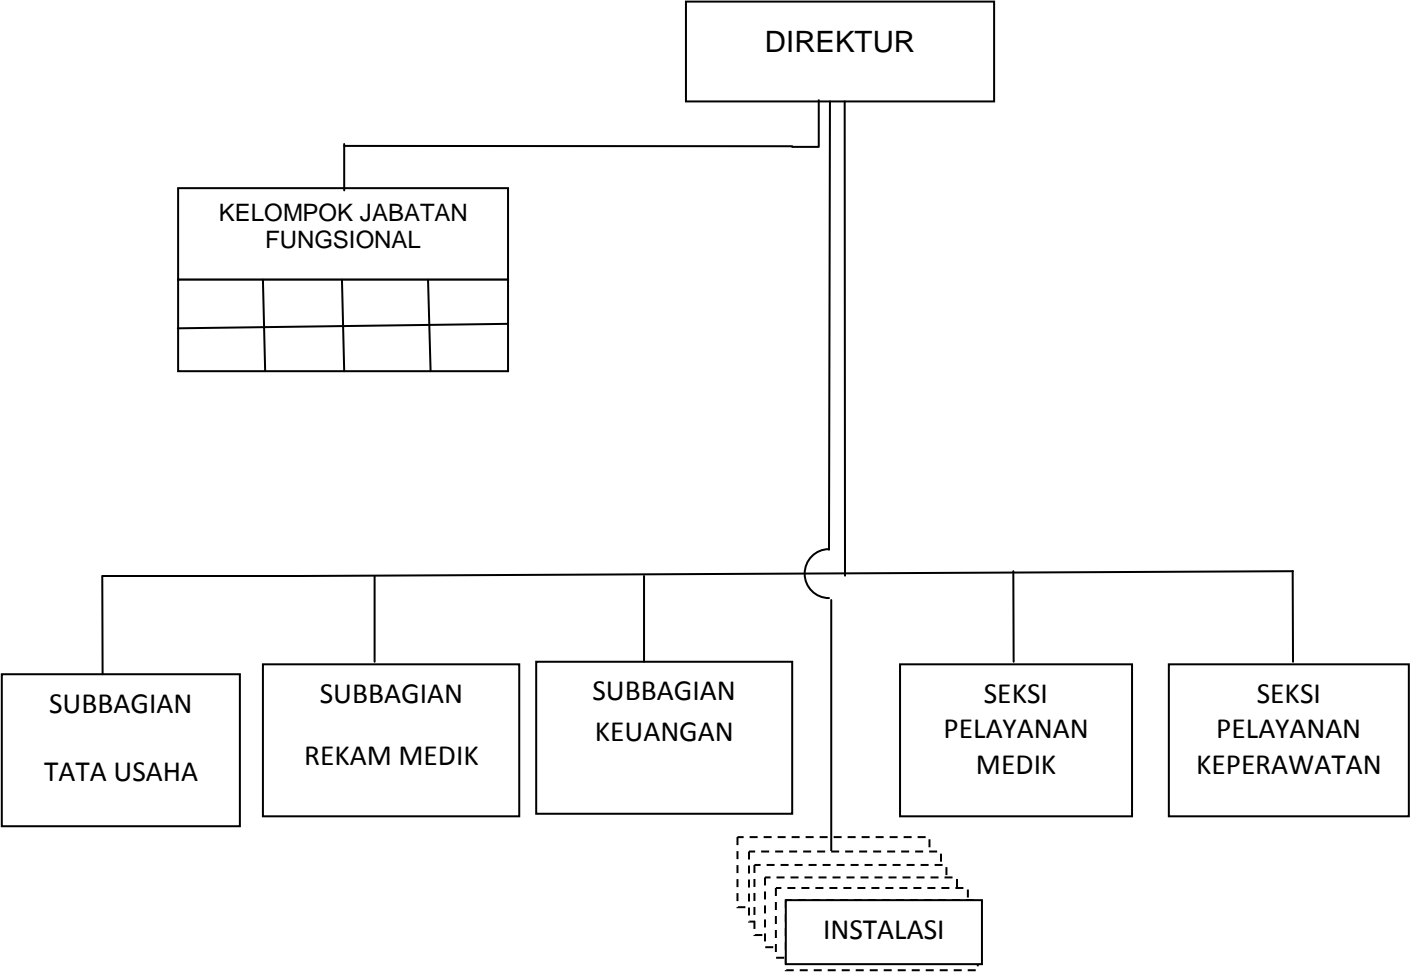 DIREKTUR
KELOMPOK JABATAN
FUNGSIONAL
SUBBAGIAN
TATA USAHA
SUBBAGIAN
REKAM MEDIK
SUBBAGIAN
KEUANGAN
SEKSI
PELAYANAN
MEDIK
SEKSI
PELAYANAN
KEPERAWATAN
INSTALASI